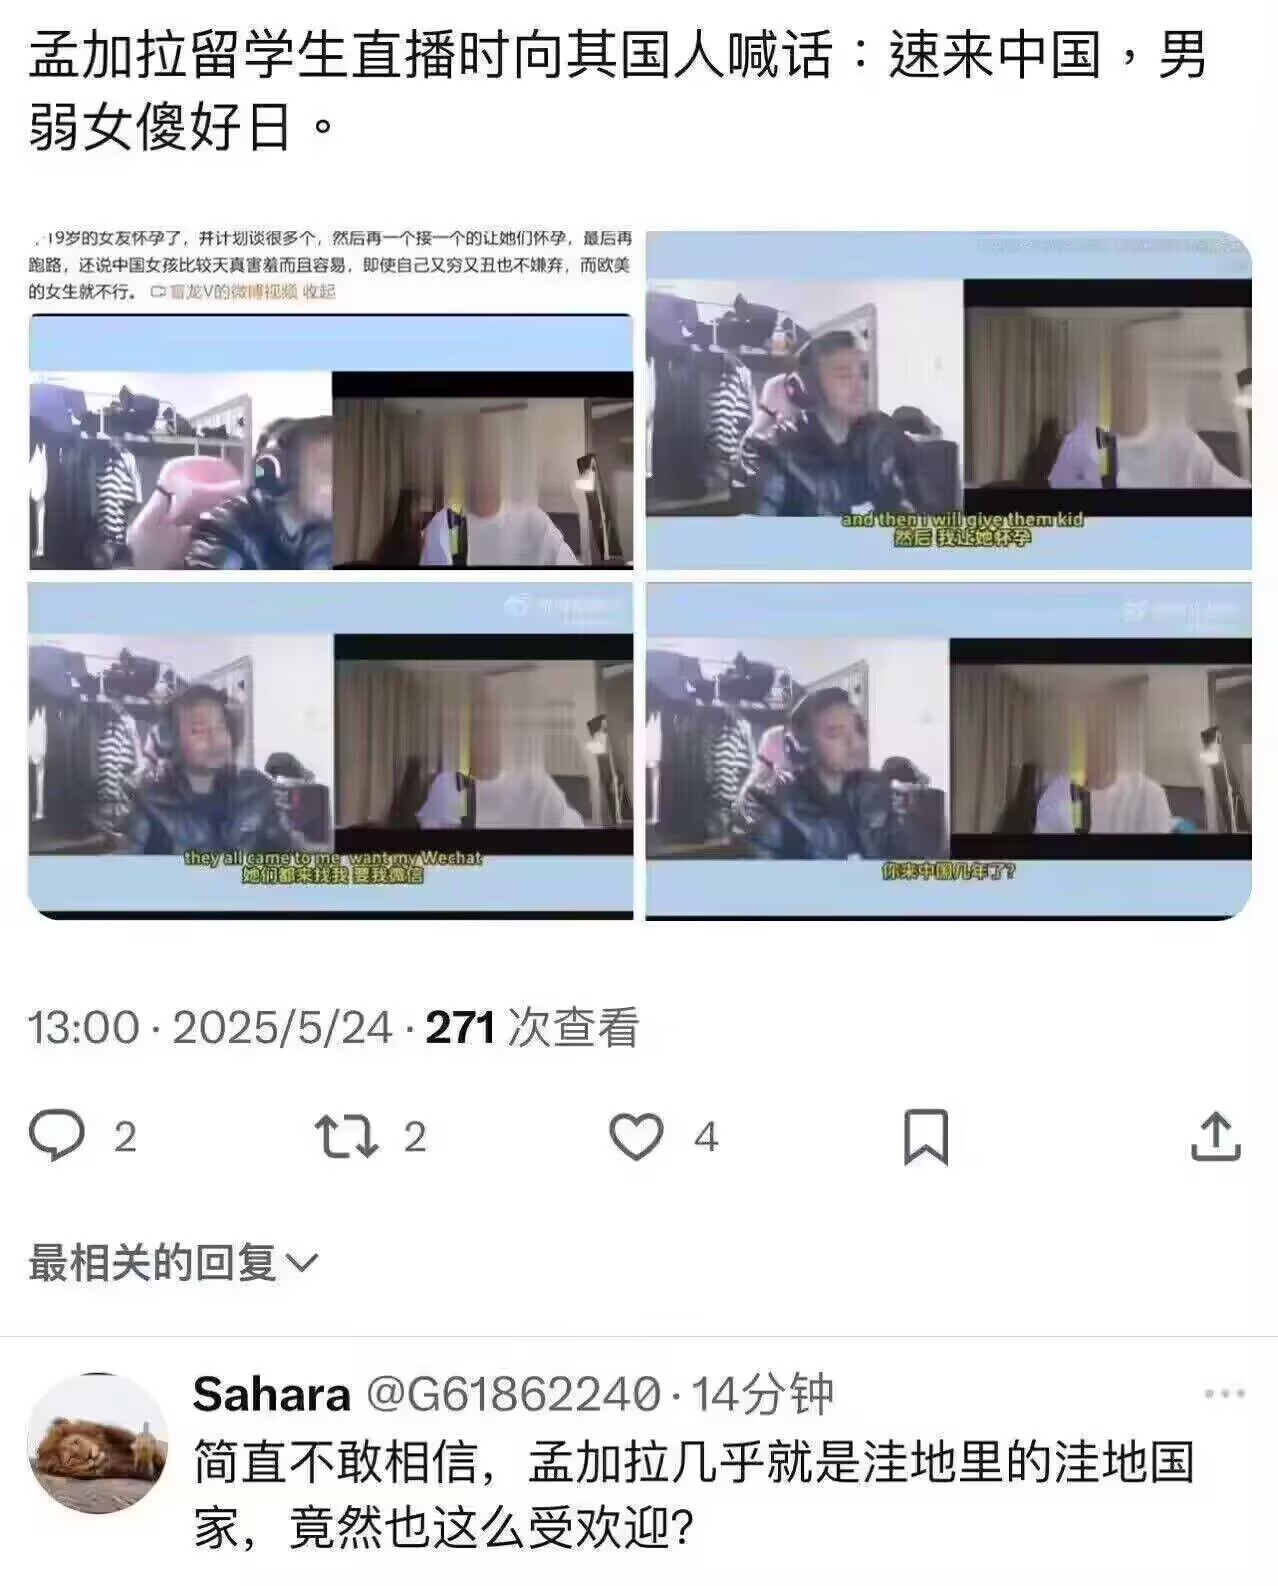 孟加拉留学生直播时向其国人喊话：速来中国，男
弱女傻好日。
，19岁的女友怀孕了，并计划谈很多个，然后再一个接一个的让她们怀孕，最后再
跑路，还说中国女孩比较天真害羞而且容易，即使自己又穷又丑也不嫌弃，而欧美
的女生就不行。 盲龙V的微博视频 收起
and then i will give them kid
然后 我让她怀孕
they all came to me want my Wechat
她们都来找我 要我微信
你来中国几年了?
13:00 · 2025/5/24 · 271 次查看
2 2 4
最相关的回复
Sahara @G61862240 · 14分钟
简直不敢相信，孟加拉几乎就是洼地里的洼地国
家，竟然也这么受欢迎?